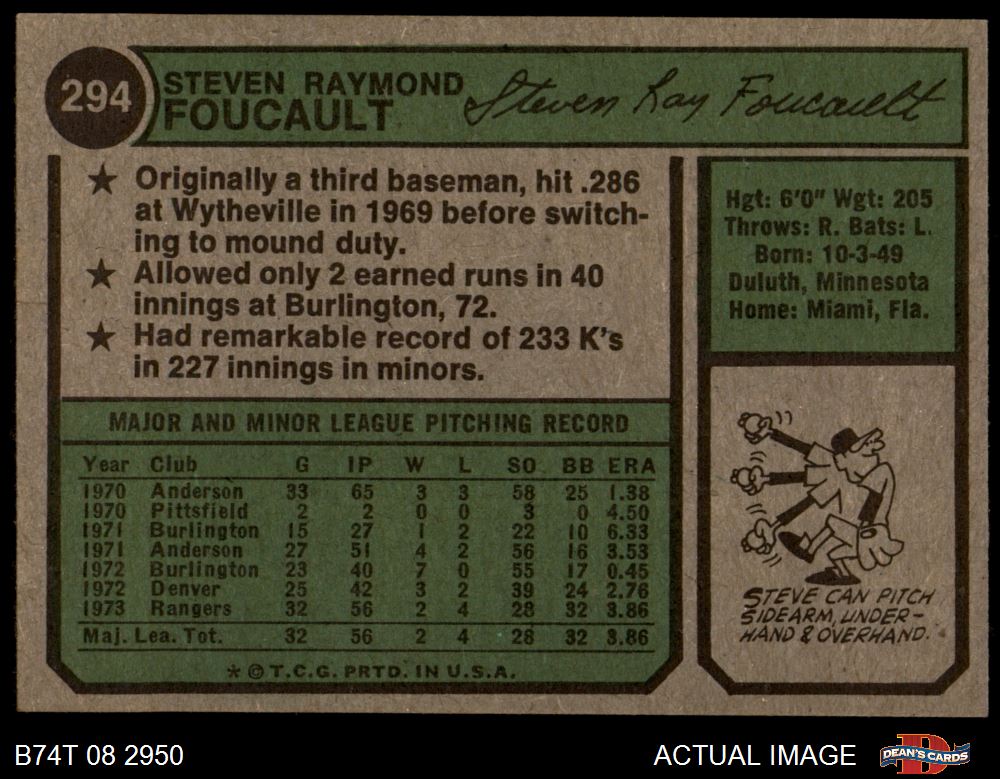 294
STEVEN RAYMOND
FOUCAULT
Steven Ray Foucault
★ Originally a third baseman, hit .286
at Wytheville in 1969 before switch-
ing to mound duty.
★ Allowed only 2 earned runs in 40
innings at Burlington, 72.
★ Had remarkable record of 233 K's
in 227 innings in minors.
Hgt: 6'0" Wgt: 205
Throws: R. Bats: L.
Born: 10-3-49
Duluth, Minnesota
Home: Miami, Fla.
MAJOR AND MINOR LEAGUE PITCHING RECORD
Year Club G IP W L SO BB ERA
1970 Anderson 33 65 3 3 58 25 1.38
1970 Pittsfield 2 2 0 0 3 0 4.50
1971 Burlington 15 27 1 2 22 10 6.33
1971 Anderson 27 51 4 2 56 16 3.53
1972 Burlington 23 40 7 0 55 17 0.45
1972 Denver 25 42 3 2 39 24 2.76
1973 Rangers 32 56 2 4 28 32 3.86
Maj. Lea. Tot. 32 56 2 4 28 32 3.86
* © T.C.G. PRTD. IN U.S.A.
STEVE CAN PITCH
SIDEARM, UNDER-
HAND & OVERHAND.
B74T 08 2950
ACTUAL IMAGE
DEAN'S CARDS